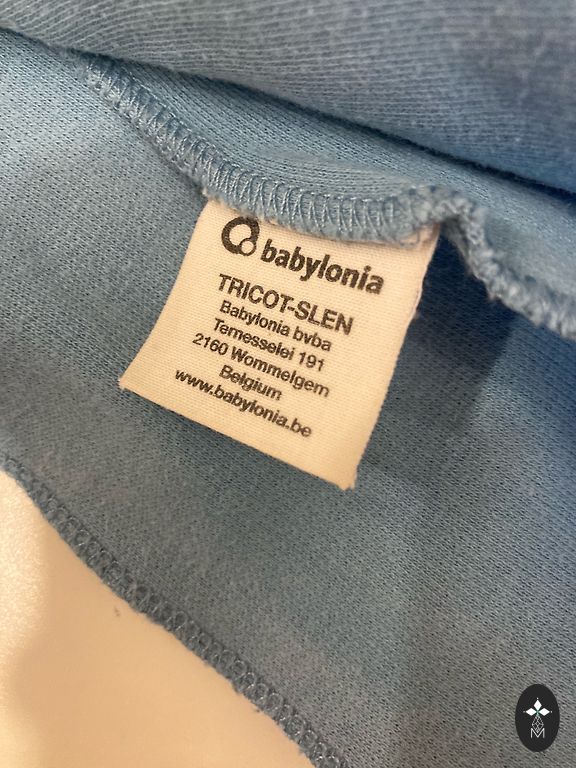 babylonia
TRICOT-SLEN
Babylonia bvba
Ternesselei 191
2160 Wommelgem
Belgium
www.babylonia.be
M